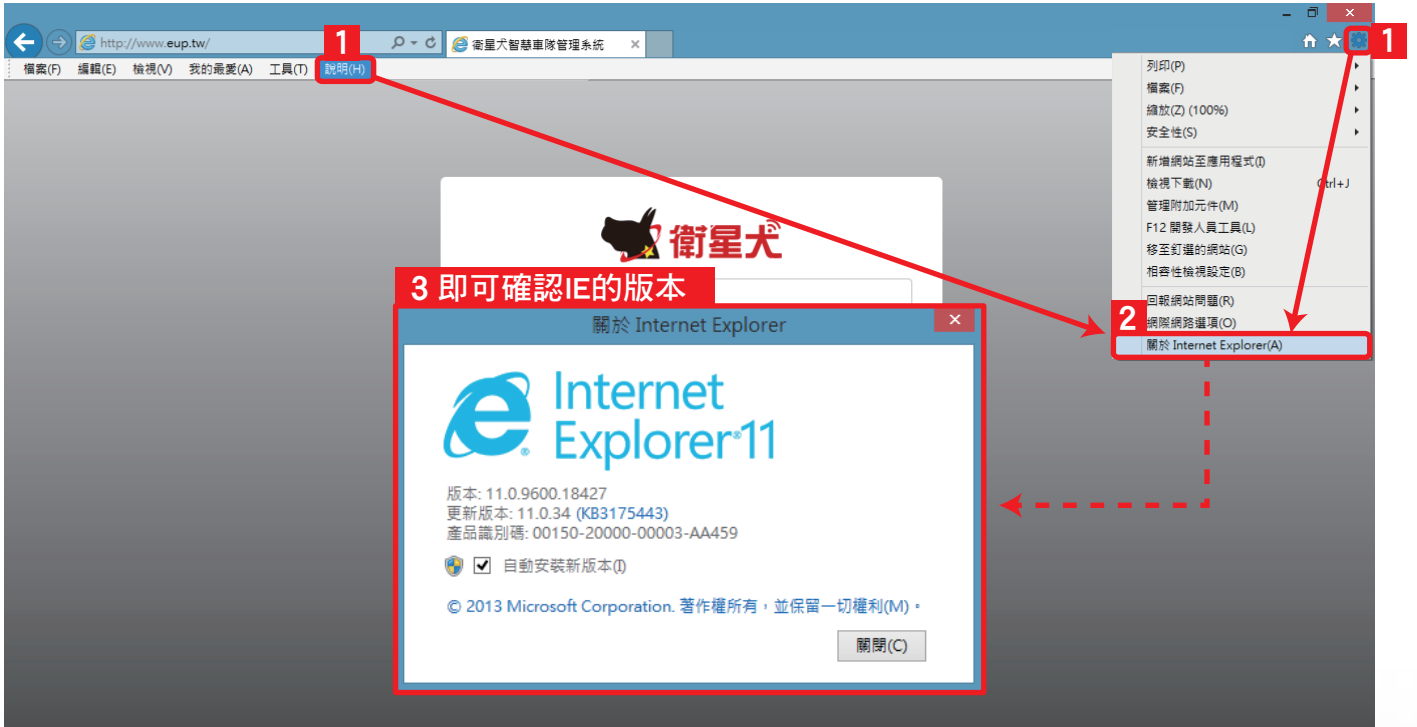 http://www.eup.tw/
衛星犬智慧車隊管理系統
檔案(F) 編輯(E) 檢視(V) 我的最愛(A) 工具(T) 說明(H)
1
1
列印(P)
檔案(F)
縮放(Z) (100%)
安全性(S)
新增網站至應用程式(I)
檢視下載(N) Ctrl+J
管理附加元件(M)
F12 開發人員工具(L)
移至釘選的網站(G)
相容性檢視設定(B)
回報網站問題(R)
網際網路選項(O)
2
關於 Internet Explorer(A)
衛星犬
3 即可確認IE的版本
關於 Internet Explorer
Internet
Explorer®11
版本: 11.0.9600.18427
更新版本: 11.0.34 (KB3175443)
產品識別碼: 00150-20000-00003-AA459
自動安裝新版本(I)
© 2013 Microsoft Corporation. 著作權所有，並保留一切權利(M)。
關閉(C)